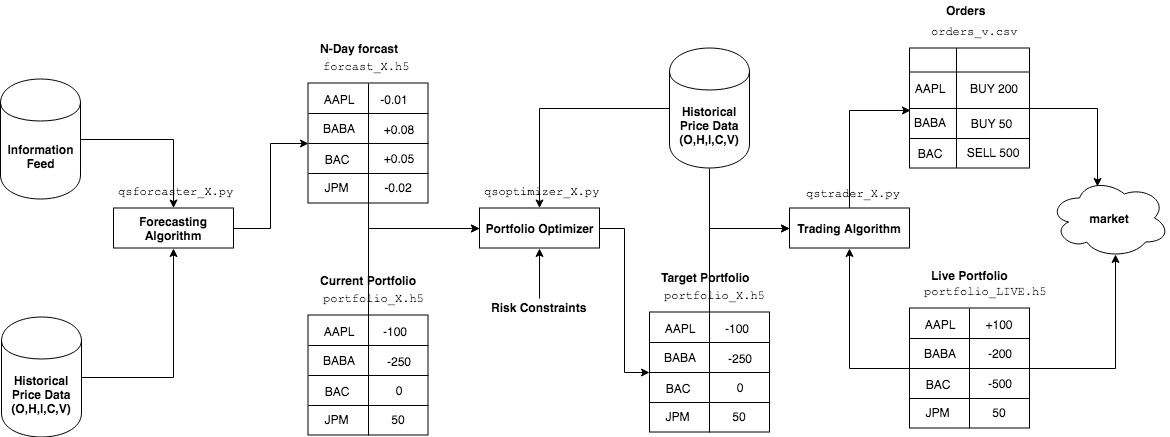 Information
Feed
Historical
Price Data
(O,H,I,C,V)
qsforcaster_X.py
Forecasting
Algorithm
N-Day forcast
forcast_X.h5
AAPL -0.01
BABA +0.08
BAC +0.05
JPM -0.02
Current Portfolio
portfolio_X.h5
AAPL -100
BABA -250
BAC 0
JPM 50
qsoptimizer_X.py
Portfolio Optimizer
Risk Constraints
Historical
Price Data
(O,H,I,C,V)
Target Portfolio
portfolio_X.h5
AAPL -100
BABA -250
BAC 0
JPM 50
qstrader_X.py
Trading Algorithm
Orders
orders_v.csv
AAPL BUY 200
BABA BUY 50
BAC SELL 500
market
Live Portfolio
portfolio_LIVE.h5
AAPL +100
BABA -200
BAC -500
JPM 50